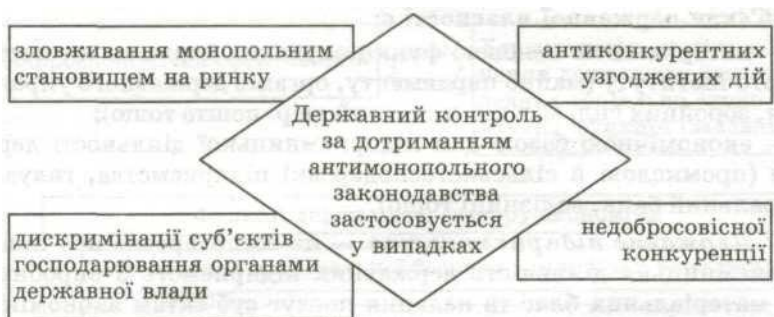 зловживання монопольним
становищем на ринку
антиконкурентних
узгоджених дій
Державний контроль
за дотриманням
антимонопольного
законодавства
застосовується
у випадках
дискримінації суб’єктів
господарювання органами
державної влади
недобросовісної
конкуренції